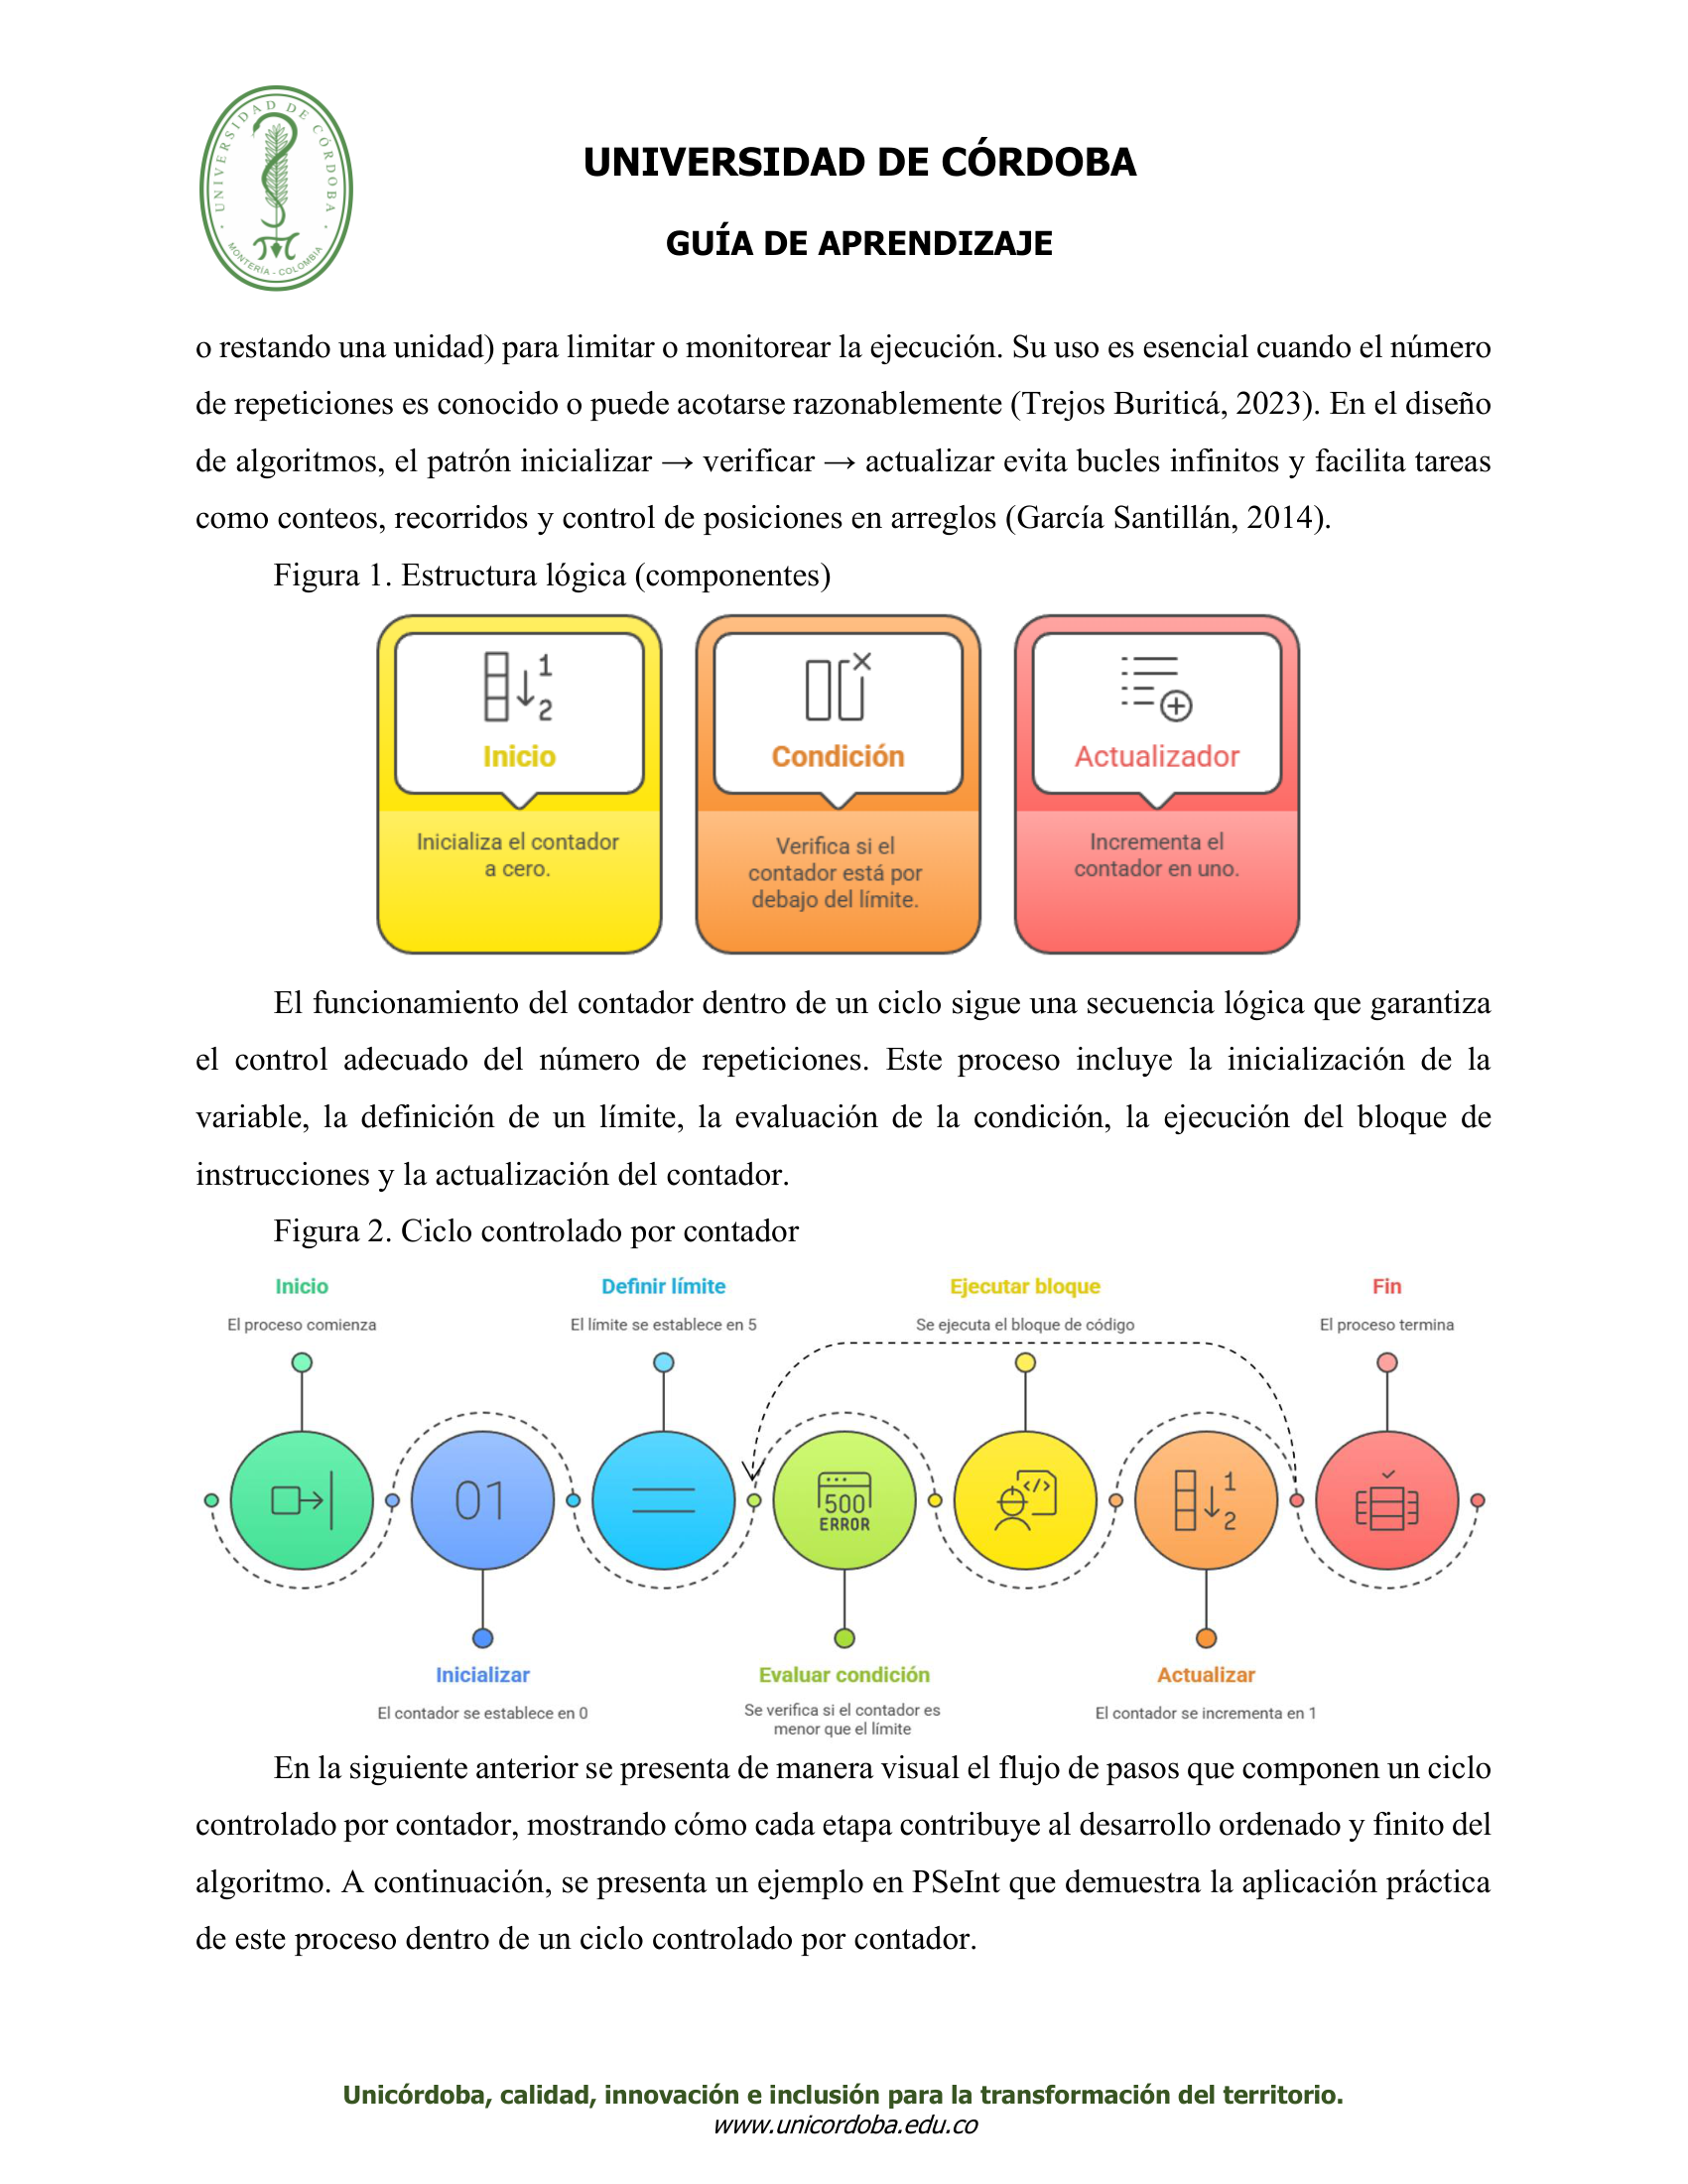 UNIVERSIDAD DE CÓRDOBA
MONTERÍA - COLOMBIA
UNIVERSIDAD DE CÓRDOBA
GUÍA DE APRENDIZAJE
o restando una unidad) para limitar o monitorear la ejecución. Su uso es esencial cuando el número
de repeticiones es conocido o puede acotarse razonablemente (Trejos Buriticá, 2023). En el diseño
de algoritmos, el patrón inicializar → verificar → actualizar evita bucles infinitos y facilita tareas
como conteos, recorridos y control de posiciones en arreglos (García Santillán, 2014).
Figura 1. Estructura lógica (componentes)
1
2
Inicio
Inicializa el contador
a cero.
Condición
Verifica si el
contador está por
debajo del límite.
Actualizador
Incrementa el
contador en uno.
El funcionamiento del contador dentro de un ciclo sigue una secuencia lógica que garantiza
el control adecuado del número de repeticiones. Este proceso incluye la inicialización de la
variable, la definición de un límite, la evaluación de la condición, la ejecución del bloque de
instrucciones y la actualización del contador.
Figura 2. Ciclo controlado por contador
Inicio
El proceso comienza
Definir límite
El límite se establece en 5
Ejecutar bloque
Se ejecuta el bloque de código
Fin
El proceso termina
01
500
ERROR
</>
1
2
Inicializar
El contador se establece en 0
Evaluar condición
Se verifica si el contador es
menor que el límite
Actualizar
El contador se incrementa en 1
En la siguiente anterior se presenta de manera visual el flujo de pasos que componen un ciclo
controlado por contador, mostrando cómo cada etapa contribuye al desarrollo ordenado y finito del
algoritmo. A continuación, se presenta un ejemplo en PSeInt que demuestra la aplicación práctica
de este proceso dentro de un ciclo controlado por contador.
Unicórdoba, calidad, innovación e inclusión para la transformación del territorio.
www.unicordoba.edu.co